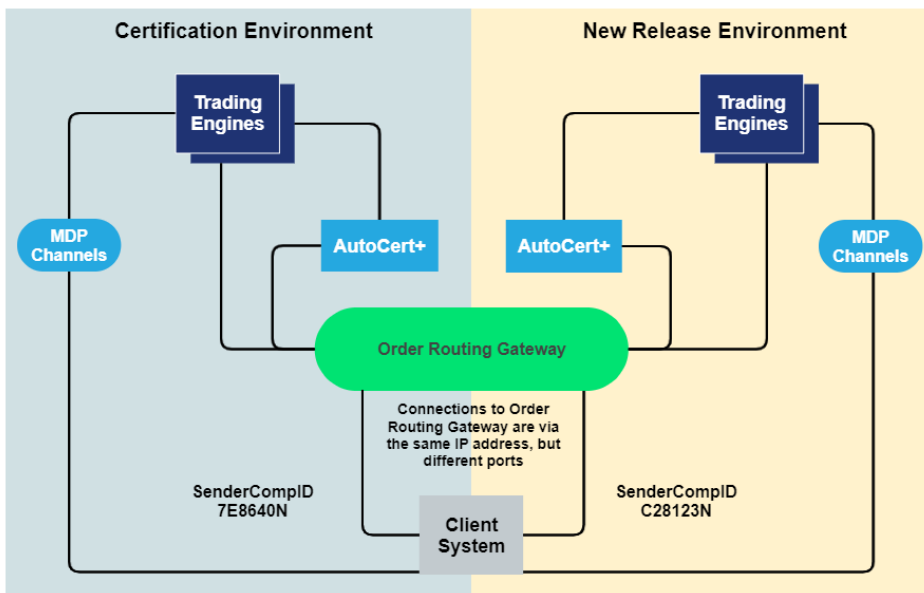 Certification Environment
New Release Environment
Trading
Engines
Trading
Engines
MDP
Channels
AutoCert+
AutoCert+
MDP
Channels
Order Routing Gateway
Connections to Order
Routing Gateway are via
the same IP address, but
different ports
SenderCompID
7E8640N
SenderCompID
C28123N
Client
System